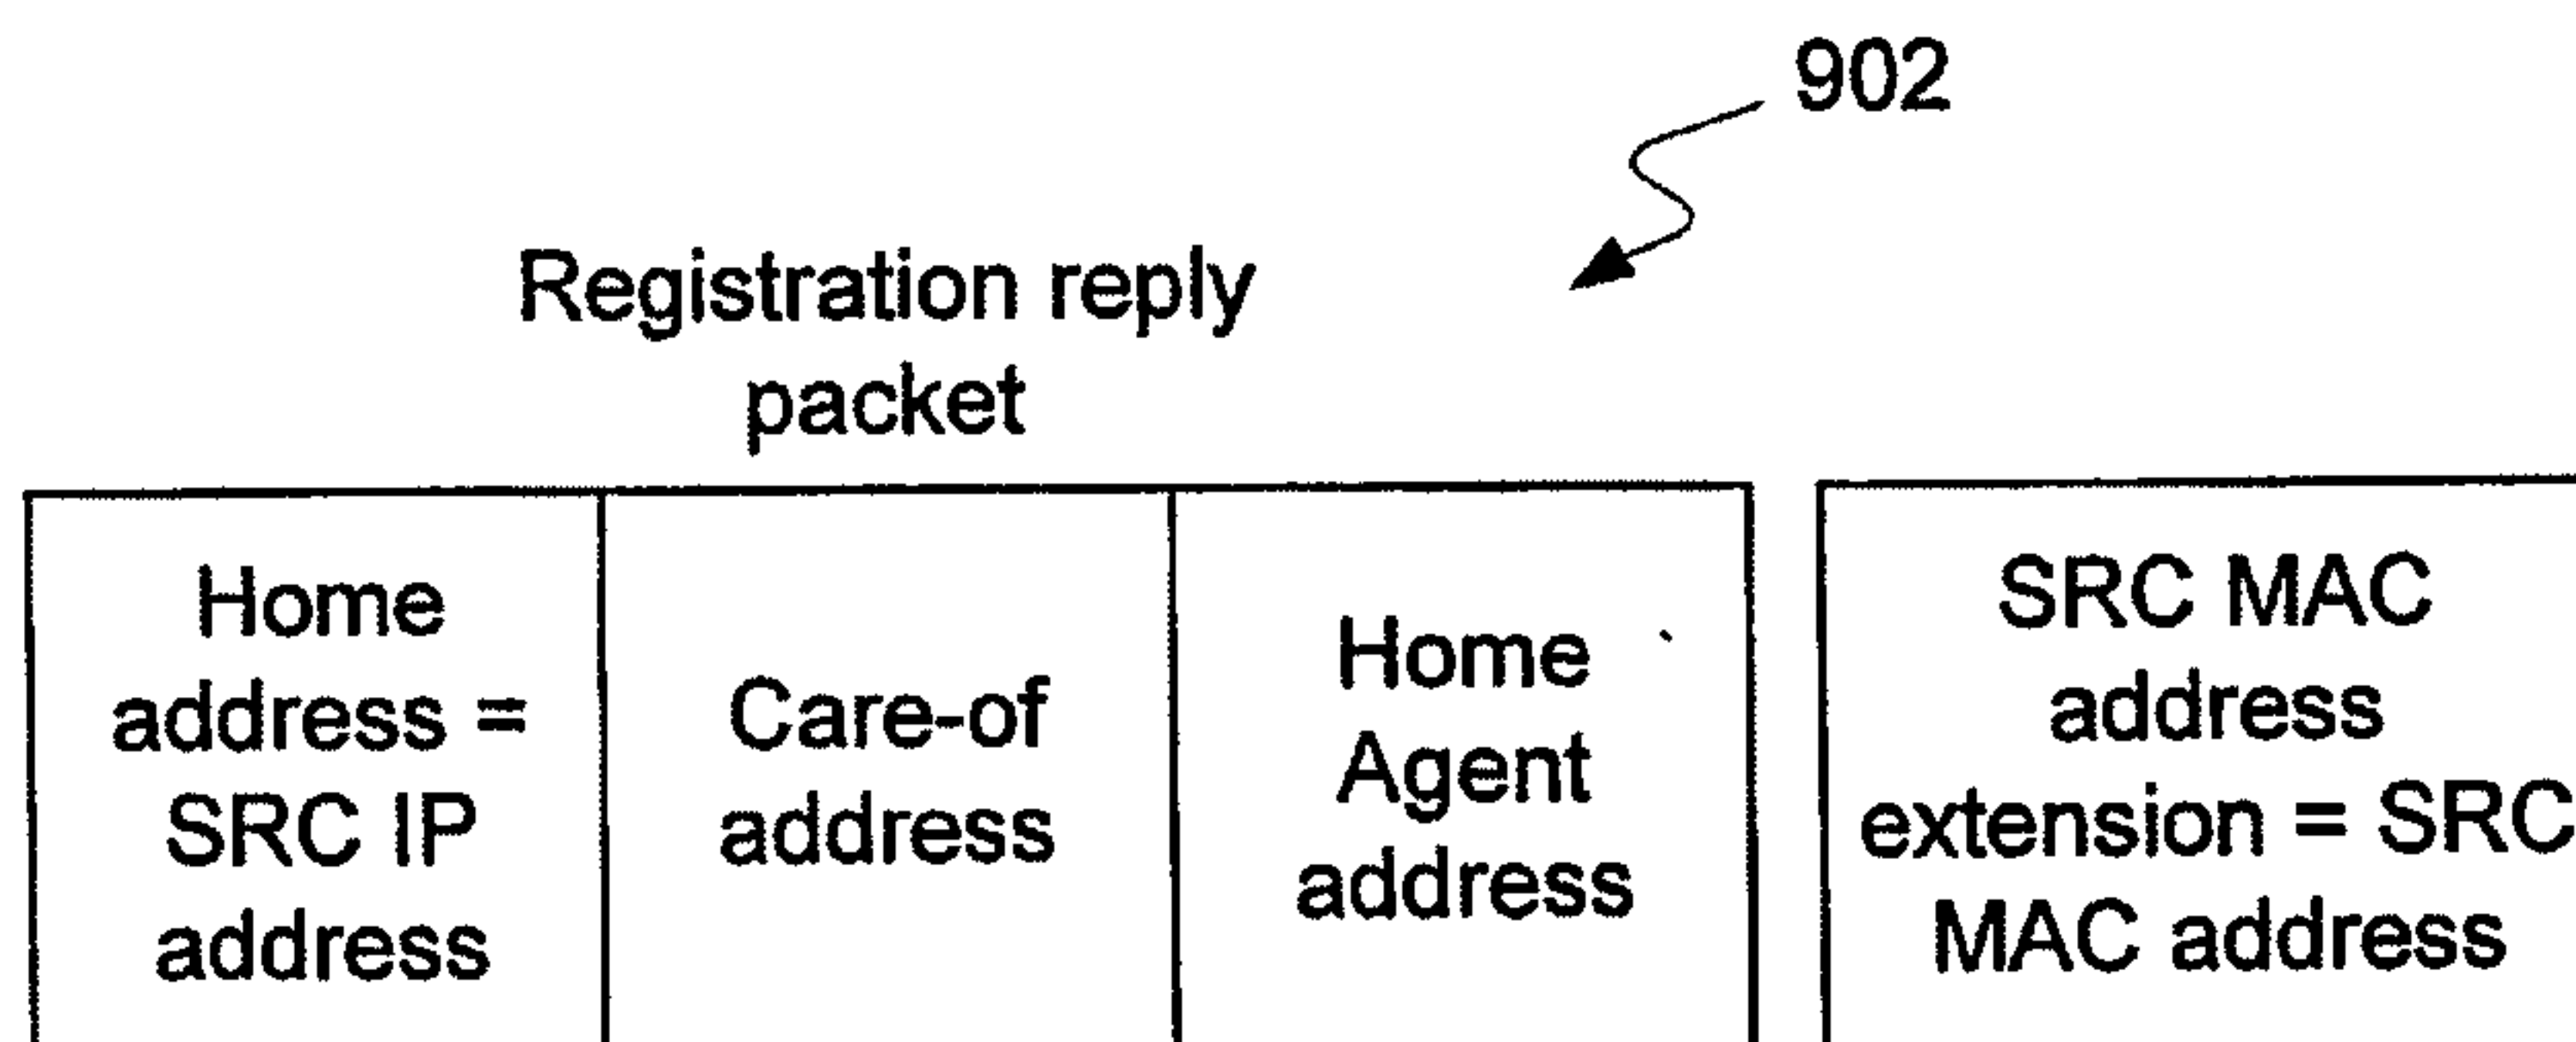 902
Registration reply
packet
Home
address =
SRC IP
address
Care-of
address
Home
Agent
address
SRC MAC
address
extension = SRC
MAC address